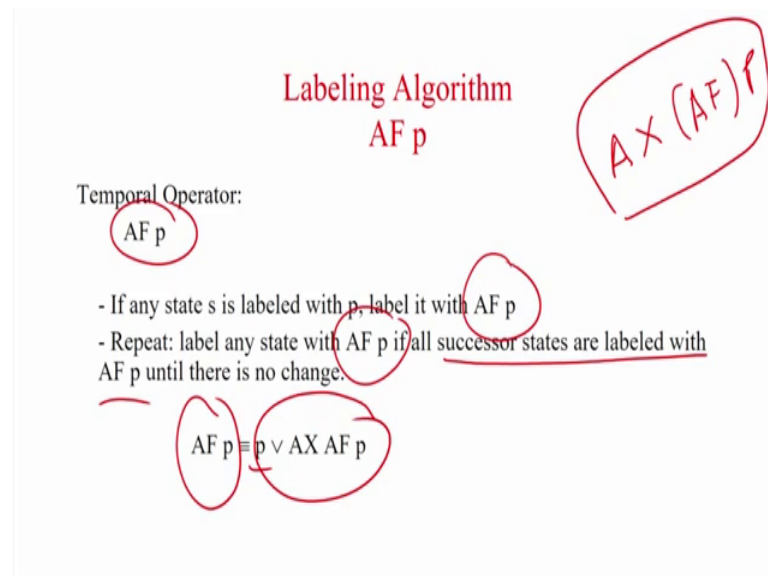 Labeling Algorithm
AF p
AX (AF) p
Temporal Operator:
AF p
- If any state s is labeled with p, label it with AF p
- Repeat: label any state with AF p if all successor states are labeled with
AF p until there is no change.
AF p ≡ p ∨ AX AF p